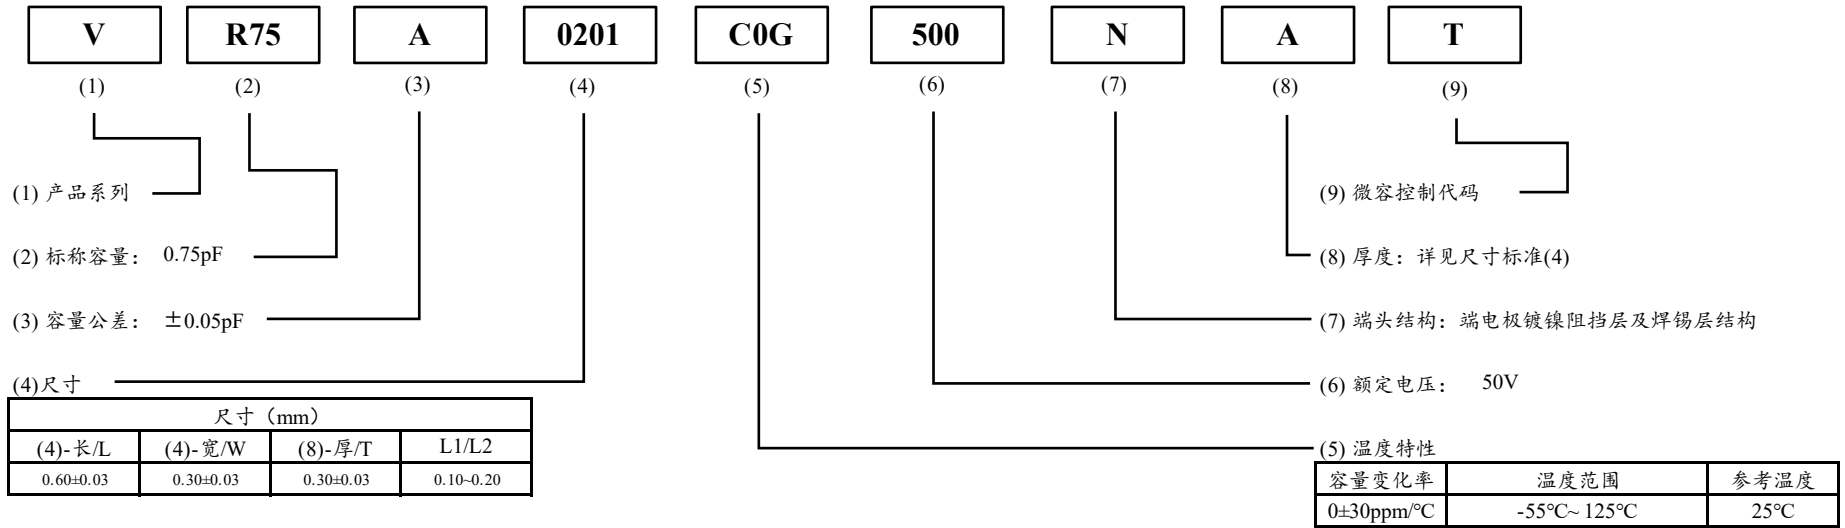 V R75 A 0201 C0G 500 N A T
(1) (2) (3) (4) (5) (6) (7) (8) (9)
(1) 产品系列
(9) 微容控制代码
(2) 标称容量： 0.75pF
(8) 厚度：详见尺寸标准(4)
(3) 容量公差： ±0.05pF
(7) 端头结构：端电极镀镍阻挡层及焊锡层结构
(4)尺寸
(6) 额定电压： 50V
尺寸（mm）
(4)-长/L (4)-宽/W (8)-厚/T L1/L2
0.60±0.03 0.30±0.03 0.30±0.03 0.10~0.20
(5) 温度特性
容量变化率 温度范围 参考温度
0±30ppm/℃ -55℃~ 125℃ 25℃